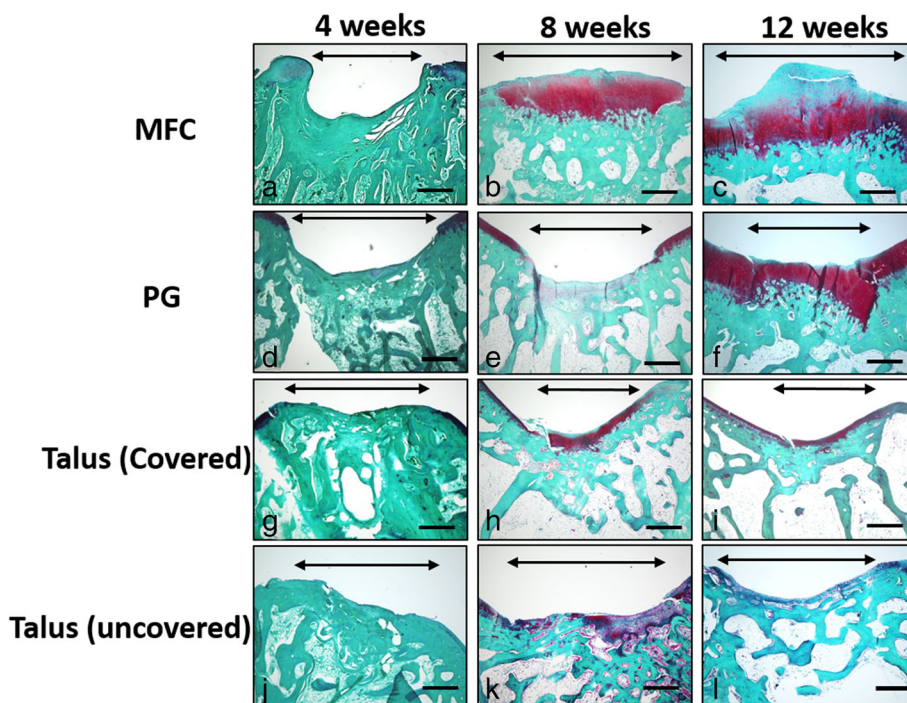 4 weeks 8 weeks 12 weeks
MFC
a b c
PG
d e f
Talus (Covered)
g h i
Talus (uncovered)
j k l